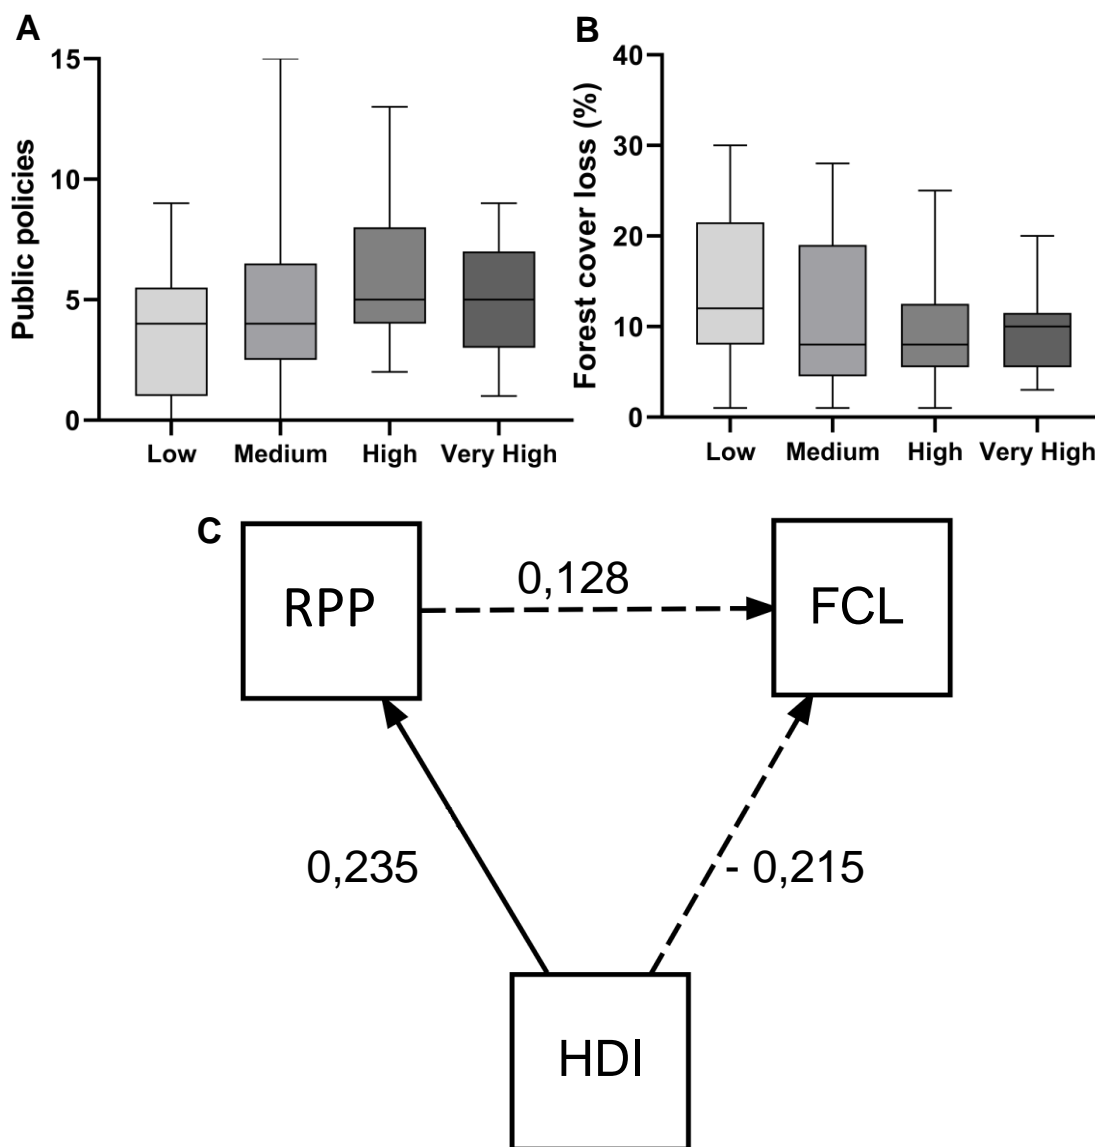 A
Public policies
15
10
5
0
Low Medium High Very High
B
Forest cover loss (%)
40
30
20
10
0
Low Medium High Very High
C
RPP
0,128
FCL
0,235
- 0,215
HDI